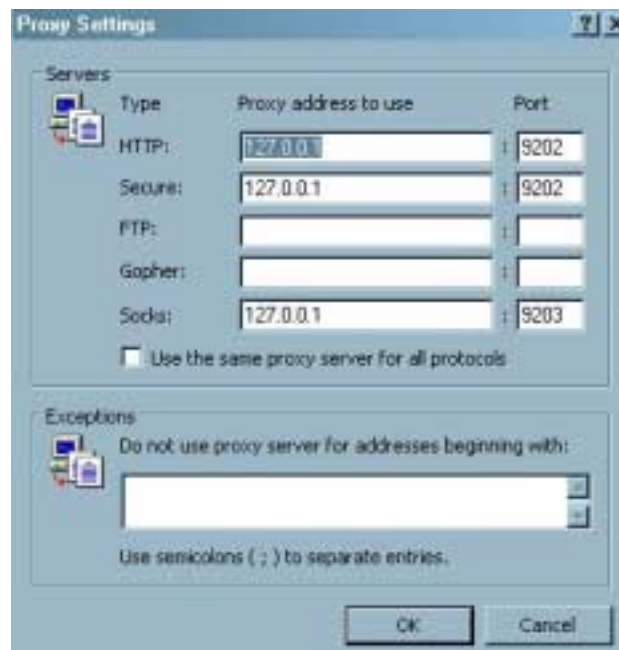 Proxy Settings
Servers
Type Proxy address to use Port
HTTP: 127.0.0.1 : 9202
Secure: 127.0.0.1 : 9202
FTP: :
Gopher: :
Socks: 127.0.0.1 : 9203
Use the same proxy server for all protocols
Exceptions
Do not use proxy server for addresses beginning with:
Use semicolons ( ; ) to separate entries.
OK Cancel